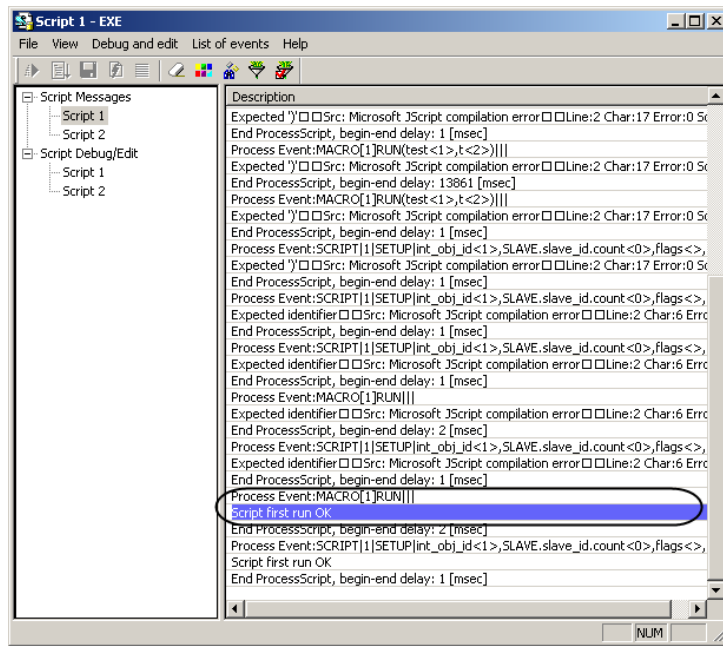 Script 1 - EXE
File View Debug and edit List of events Help
Script Messages
Script 1
Script 2
Script Debug/Edit
Script 1
Script 2
Description
Expected ')'□□Src: Microsoft JScript compilation error□□Line:2 Char:17 Error:0 Sc
End ProcessScript, begin-end delay: 1 [msec]
Process Event:MACRO[1]RUN(test<1>,t<2>)|||
Expected ')'□□Src: Microsoft JScript compilation error□□Line:2 Char:17 Error:0 Sc
End ProcessScript, begin-end delay: 13861 [msec]
Process Event:MACRO[1]RUN(test<1>,t<2>)|||
Expected ')'□□Src: Microsoft JScript compilation error□□Line:2 Char:17 Error:0 Sc
End ProcessScript, begin-end delay: 1 [msec]
Process Event:SCRIPT|1|SETUP|int_obj_id<1>,SLAVE.slave_id.count<0>,flags<>,
Expected ')'□□Src: Microsoft JScript compilation error□□Line:2 Char:17 Error:0 Sc
End ProcessScript, begin-end delay: 1 [msec]
Process Event:SCRIPT|1|SETUP|int_obj_id<1>,SLAVE.slave_id.count<0>,flags<>,
Expected identifier□□Src: Microsoft JScript compilation error□□Line:2 Char:6 Errc
End ProcessScript, begin-end delay: 1 [msec]
Process Event:SCRIPT|1|SETUP|int_obj_id<1>,SLAVE.slave_id.count<0>,flags<>,
Expected identifier□□Src: Microsoft JScript compilation error□□Line:2 Char:6 Errc
End ProcessScript, begin-end delay: 1 [msec]
Process Event:MACRO[1]RUN|||
Expected identifier□□Src: Microsoft JScript compilation error□□Line:2 Char:6 Errc
End ProcessScript, begin-end delay: 2 [msec]
Process Event:SCRIPT|1|SETUP|int_obj_id<1>,SLAVE.slave_id.count<0>,flags<>,
Expected identifier□□Src: Microsoft JScript compilation error□□Line:2 Char:6 Errc
End ProcessScript, begin-end delay: 1 [msec]
Process Event:MACRO[1]RUN|||
Script first run OK
End ProcessScript, begin-end delay: 2 [msec]
Process Event:SCRIPT|1|SETUP|int_obj_id<1>,SLAVE.slave_id.count<0>,flags<>,
Script first run OK
End ProcessScript, begin-end delay: 1 [msec]
NUM